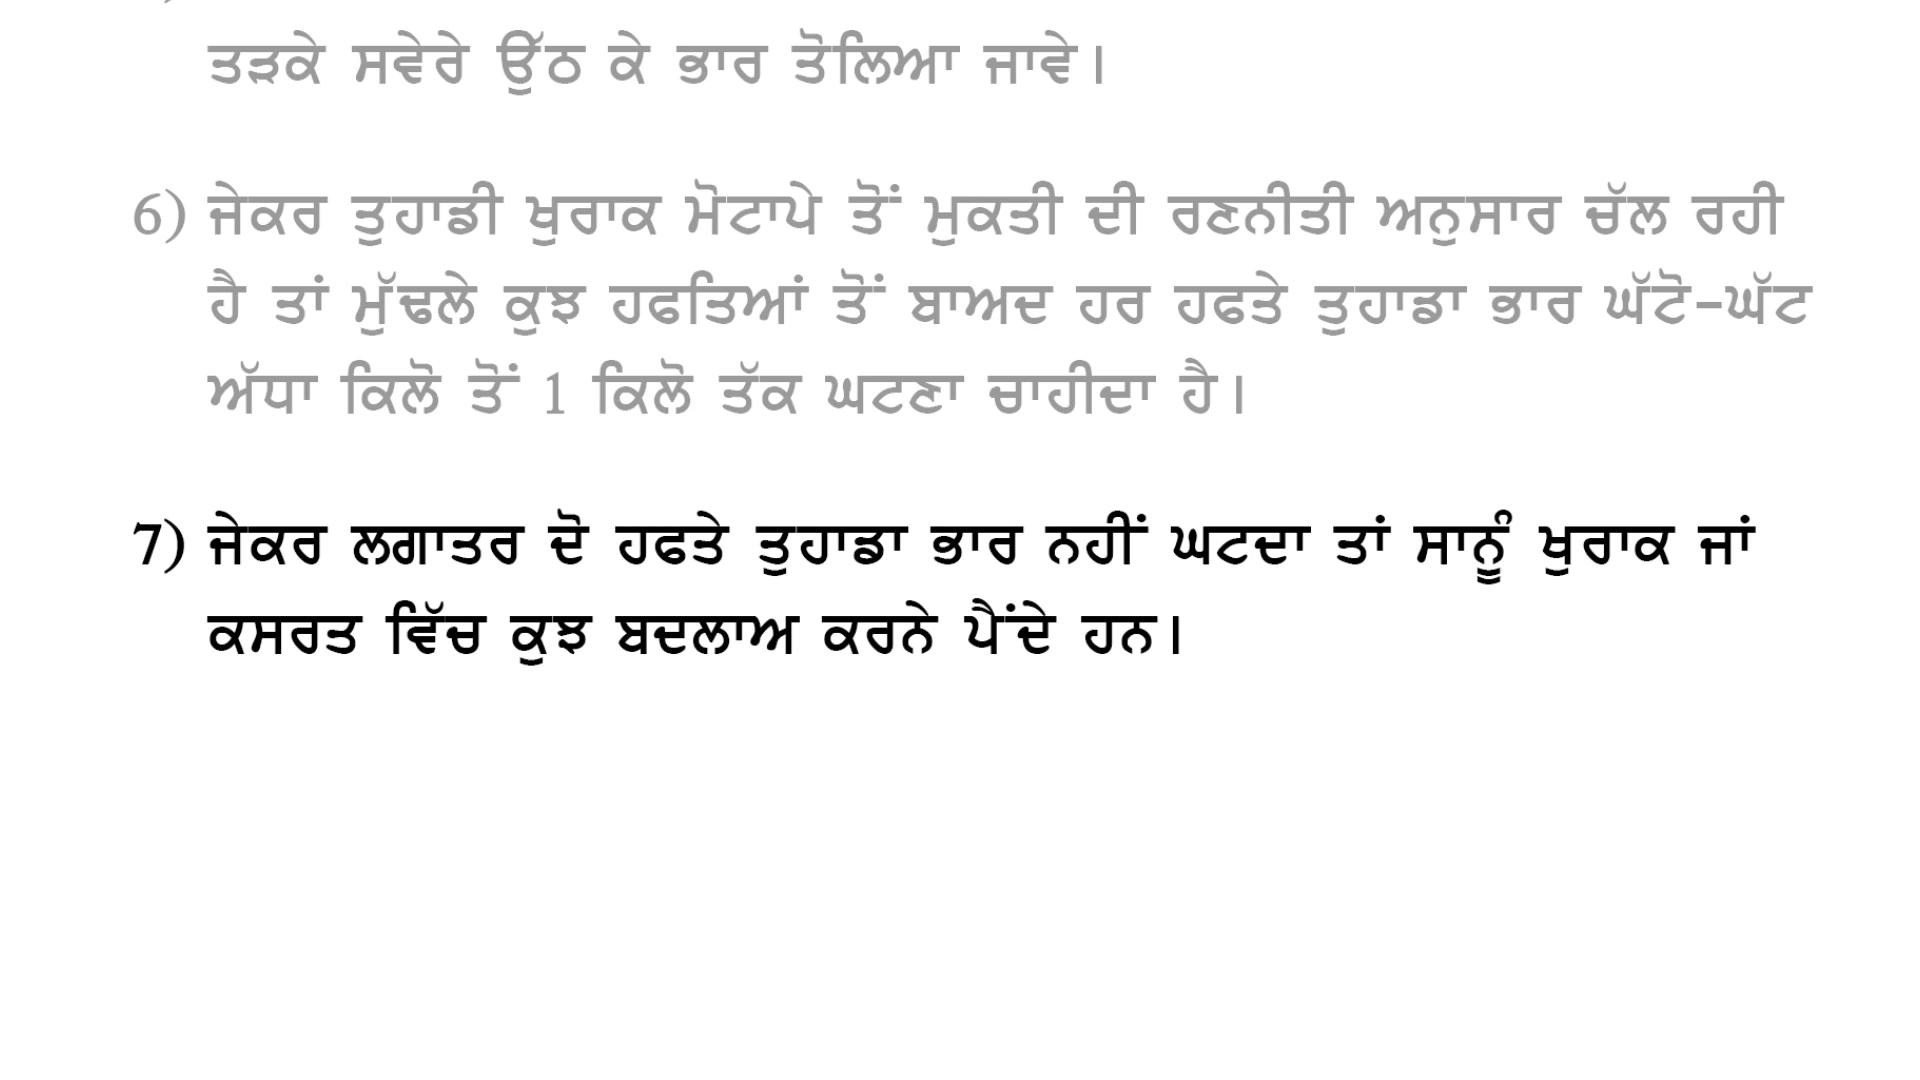 ਤੜਕੇ ਸਵੇਰੇ ਉੱਠ ਕੇ ਭਾਰ ਤੋਲਿਆ ਜਾਵੇ।
6) ਜੇਕਰ ਤੁਹਾਡੀ ਖੁਰਾਕ ਮੋਟਾਪੇ ਤੋਂ ਮੁਕਤੀ ਦੀ ਰਣਨੀਤੀ ਅਨੁਸਾਰ ਚੱਲ ਰਹੀ
ਹੈ ਤਾਂ ਮੁੱਢਲੇ ਕੁਝ ਹਫਤਿਆਂ ਤੋਂ ਬਾਅਦ ਹਰ ਹਫਤੇ ਤੁਹਾਡਾ ਭਾਰ ਘੱਟੋ-ਘੱਟ
ਅੱਧਾ ਕਿਲੋ ਤੋਂ 1 ਕਿਲੋ ਤੱਕ ਘਟਣਾ ਚਾਹੀਦਾ ਹੈ।
7) ਜੇਕਰ ਲਗਾਤਰ ਦੋ ਹਫਤੇ ਤੁਹਾਡਾ ਭਾਰ ਨਹੀਂ ਘਟਦਾ ਤਾਂ ਸਾਨੂੰ ਖੁਰਾਕ ਜਾਂ
ਕਸਰਤ ਵਿੱਚ ਕੁਝ ਬਦਲਾਅ ਕਰਨੇ ਪੈਂਦੇ ਹਨ।